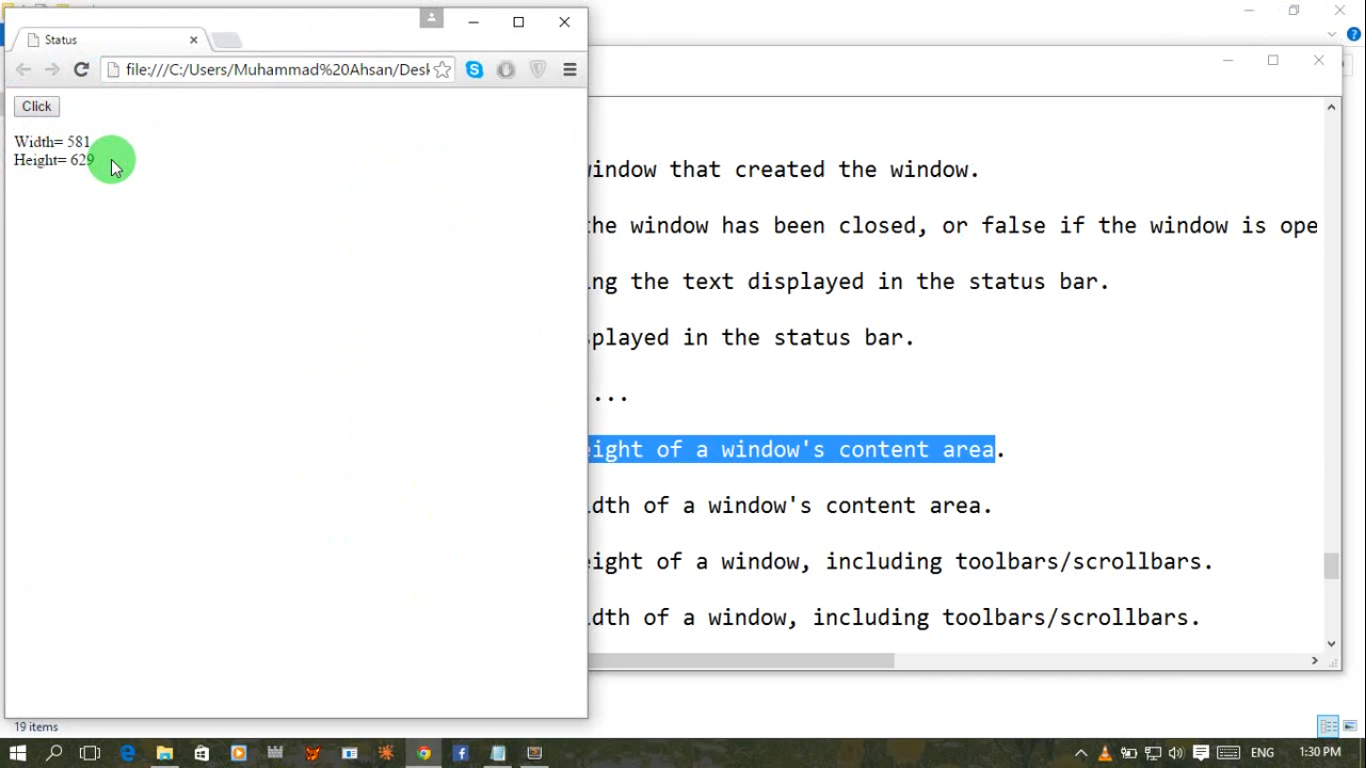 Status
file:///C:/Users/Muhammad%20Ahsan/Desk
Click
Width= 581
Height= 629
window that created the window.
the window has been closed, or false if the window is ope
ing the text displayed in the status bar.
splayed in the status bar.
...
eight of a window's content area.
idth of a window's content area.
eight of a window, including toolbars/scrollbars.
idth of a window, including toolbars/scrollbars.
19 items
ENG
1:30 PM